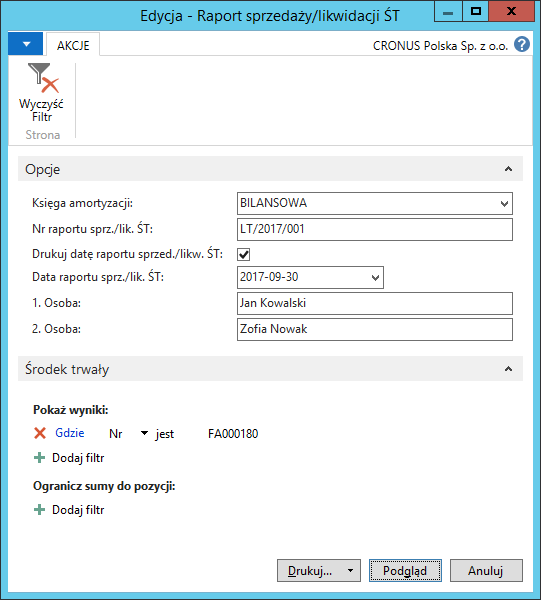 Edycja - Raport sprzedaży/likwidacji ŚT
AKCJE
CRONUS Polska Sp. z o.o.
Wyczyść
Filtr
Strona
Opcje
Księga amortyzacji: BILANSOWA
Nr raportu sprz./lik. ŚT: LT/2017/001
Drukuj datę raportu sprzed./likw. ŚT:
Data raportu sprz./lik. ŚT: 2017-09-30
1. Osoba: Jan Kowalski
2. Osoba: Zofia Nowak
Środek trwały
Pokaż wyniki:
Gdzie Nr jest FA000180
Dodaj filtr
Ogranicz sumy do pozycji:
Dodaj filtr
Drukuj... Podgląd Anuluj